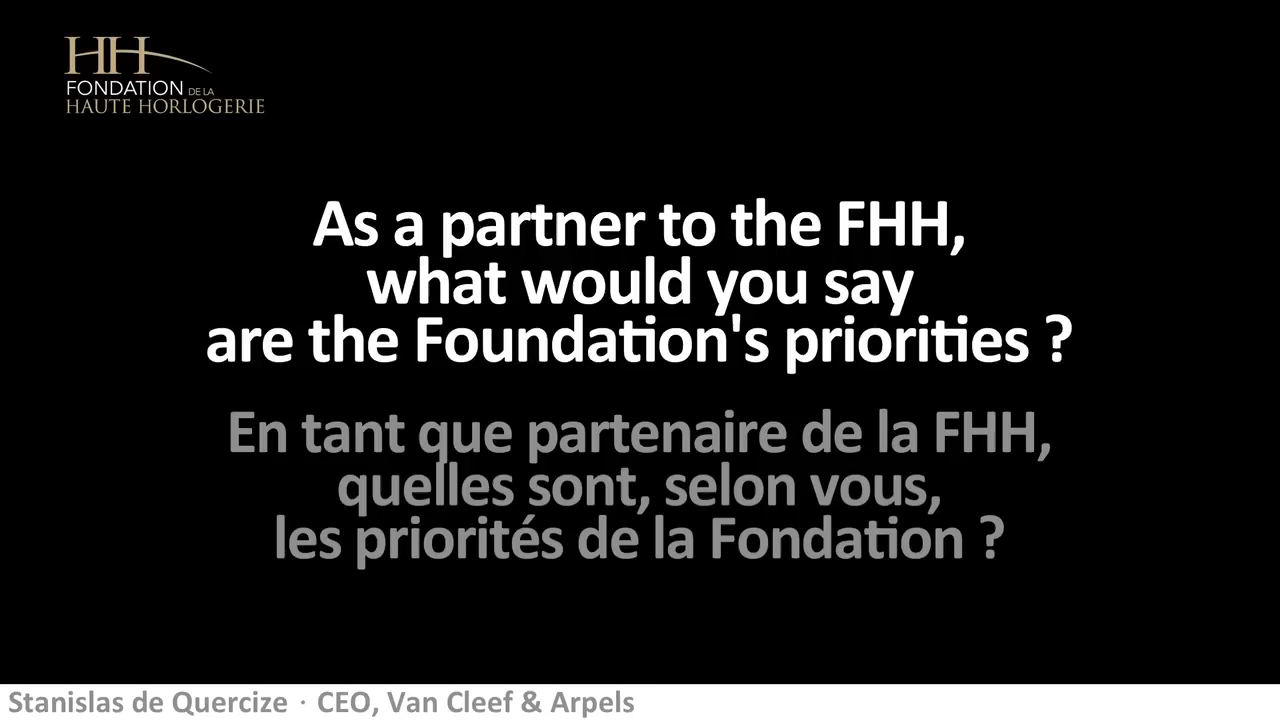 HH
FONDATION DE LA
HAUTE HORLOGERIE
As a partner to the FHH,
what would you say
are the Foundation's priorities ?
En tant que partenaire de la FHH,
quelles sont, selon vous,
les priorités de la Fondation ?
Stanislas de Quercize · CEO, Van Cleef & Arpels